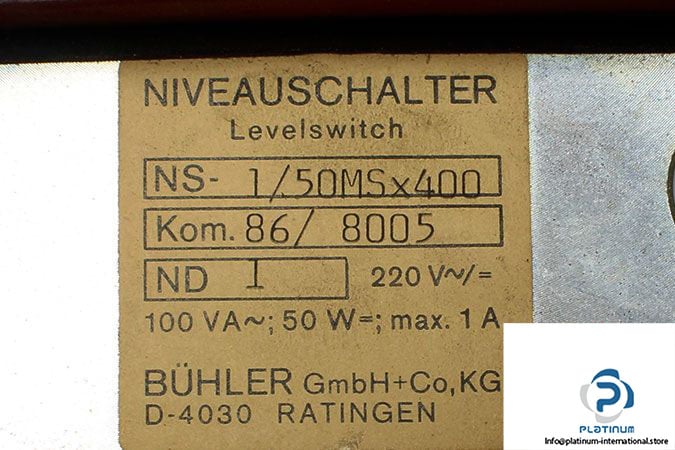 NIVEAUSCHALTER
Levelswitch
NS- 1/50MSx400
Kom. 86/ 8005
ND 1 220 V~/=
100 VA~; 50 W=; max. 1 A
BÜHLER GmbH+Co,KG
D-4030 RATINGEN
PLATINUM
Info@platinum-international.store